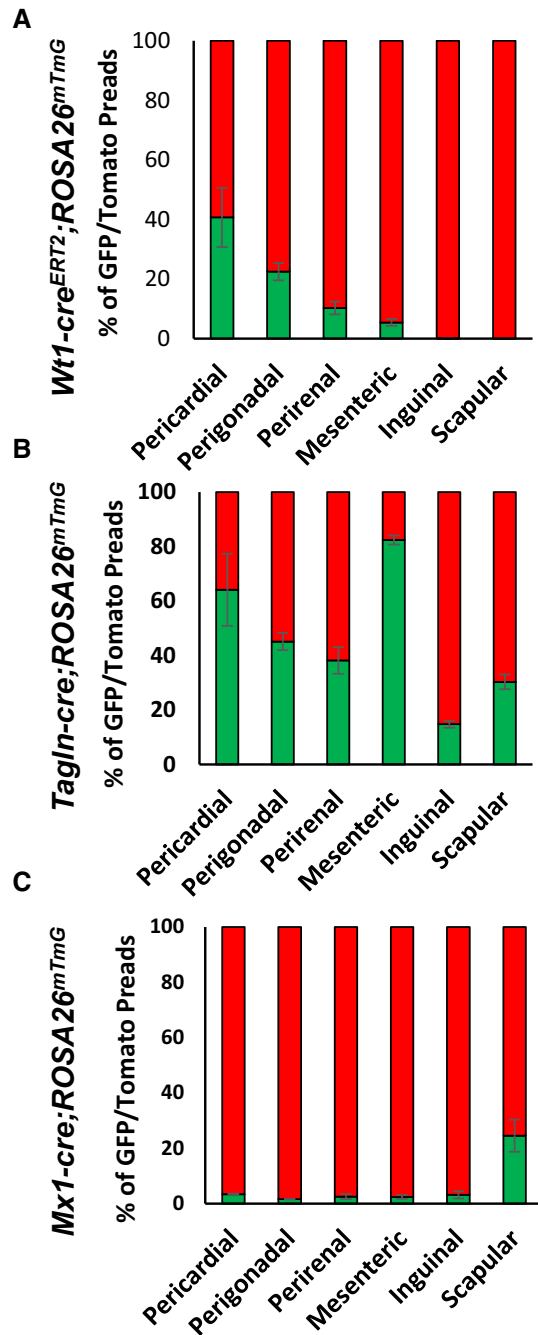 A
Wt1-cre^ERT2;ROSA26^mTmG
% of GFP/Tomato Preads
100
80
60
40
20
0
Pericardial
Perigonadal
Perirenal
Mesenteric
Inguinal
Scapular
B
Tagln-cre;ROSA26^mTmG
% of GFP/Tomato Preads
100
80
60
40
20
0
Pericardial
Perigonadal
Perirenal
Mesenteric
Inguinal
Scapular
C
Mx1-cre;ROSA26^mTmG
% of GFP/Tomato Preads
100
80
60
40
20
0
Pericardial
Perigonadal
Perirenal
Mesenteric
Inguinal
Scapular